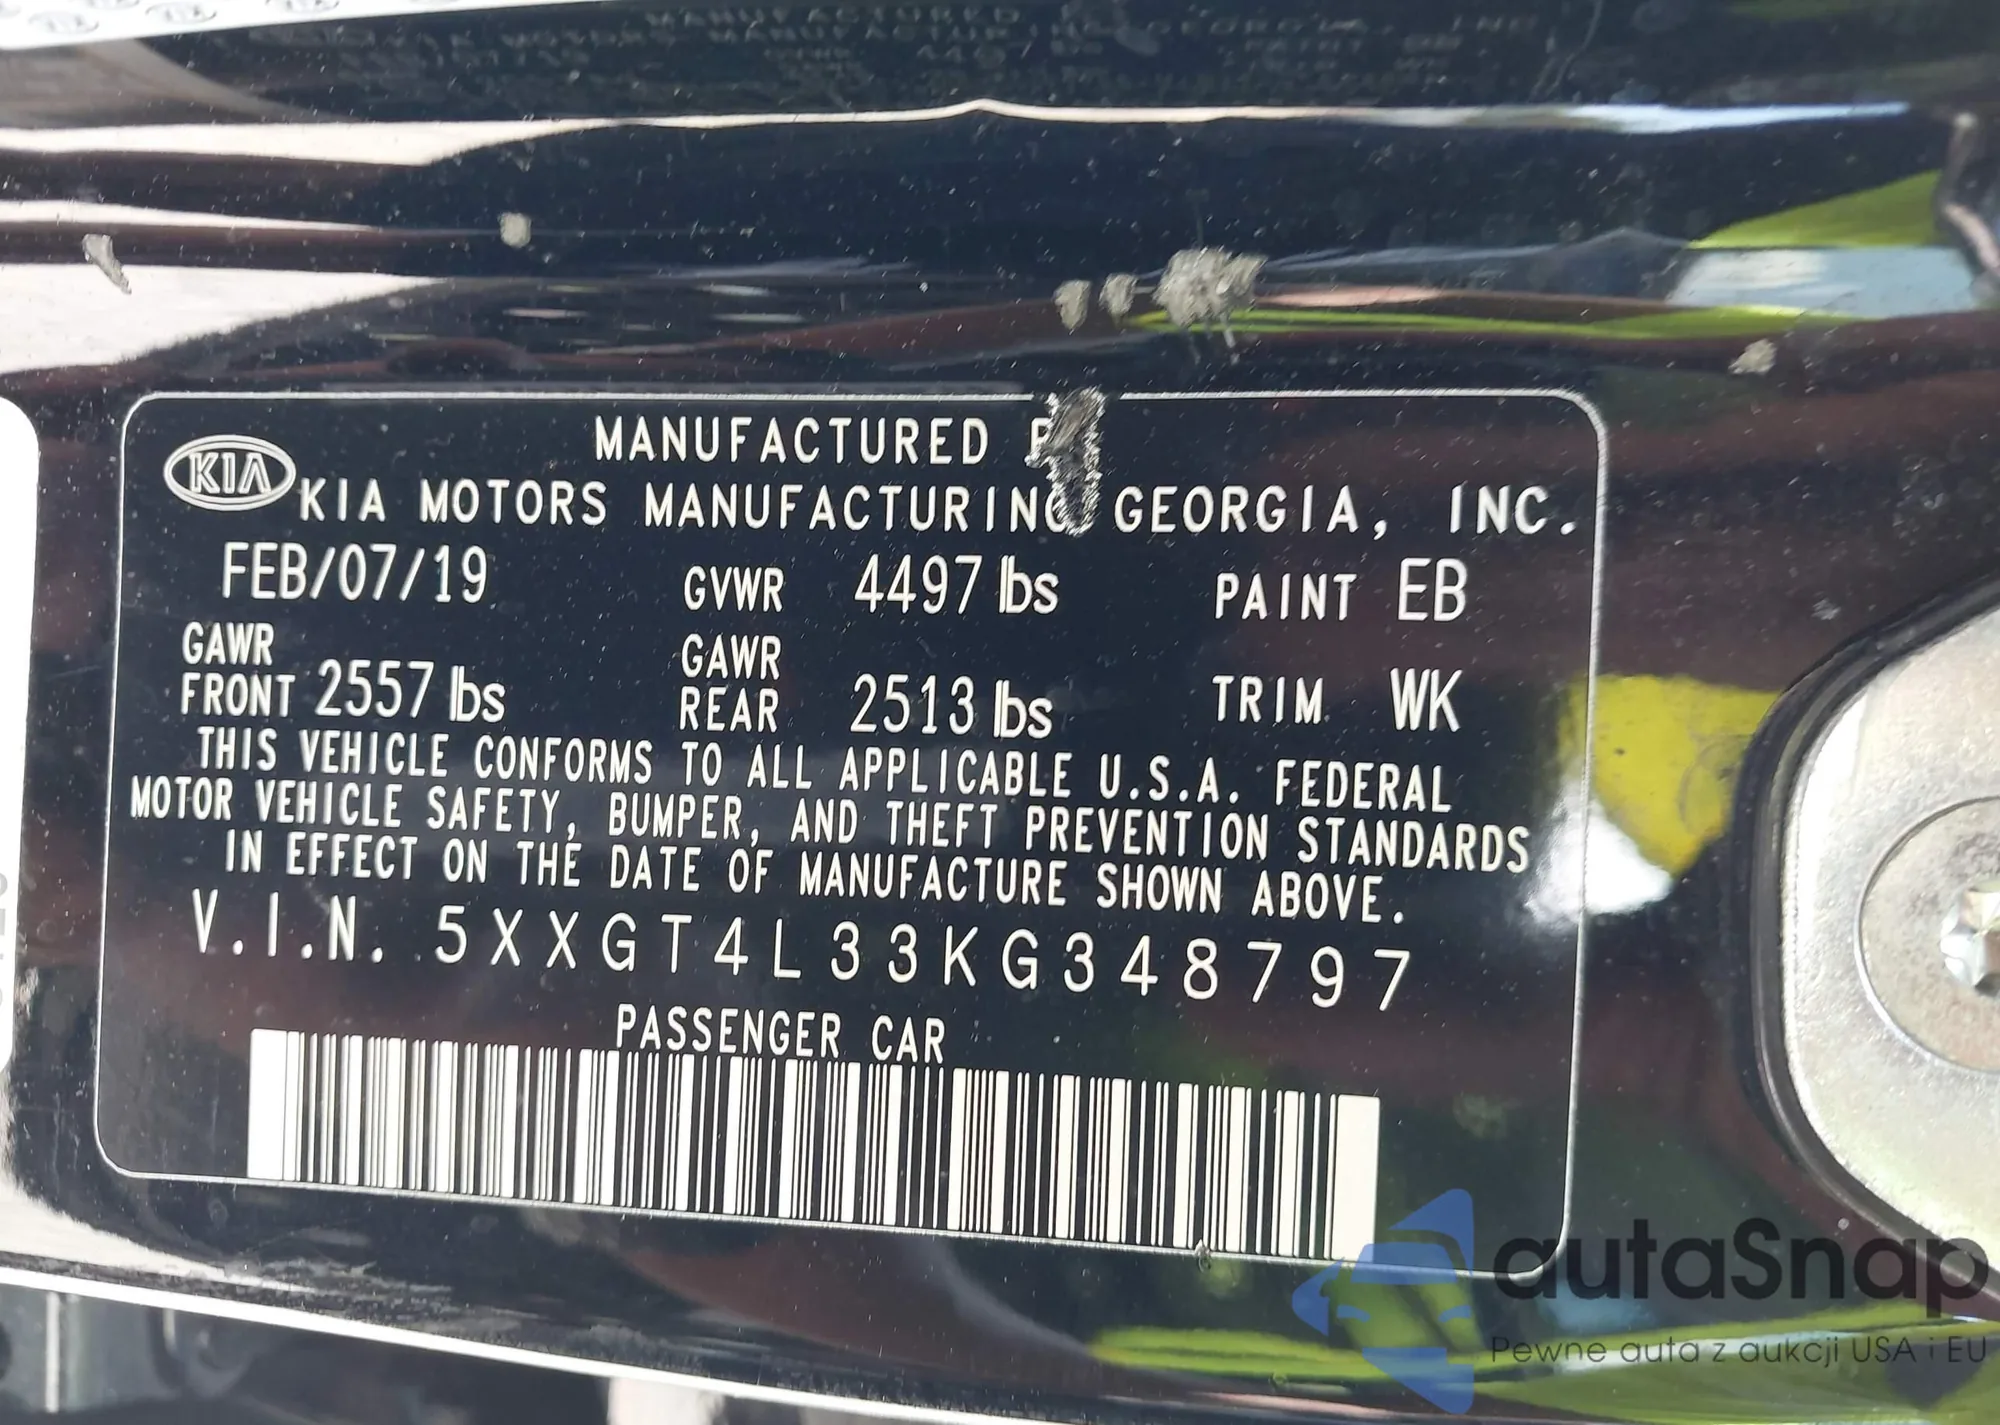 MANUFACTURED
KIA
KIA MOTORS MANUFACTURING GEORGIA, INC.
FEB/07/19 GVWR 4497 lbs PAINT EB
GAWR FRONT 2557 lbs GAWR REAR 2513 lbs TRIM WK
THIS VEHICLE CONFORMS TO ALL APPLICABLE U.S.A. FEDERAL
MOTOR VEHICLE SAFETY, BUMPER, AND THEFT PREVENTION STANDARDS
IN EFFECT ON THE DATE OF MANUFACTURE SHOWN ABOVE.
V.I.N. 5XXGT4L33KG348797
PASSENGER CAR
autaSnap
Pewne auta z aukcji USA i EU